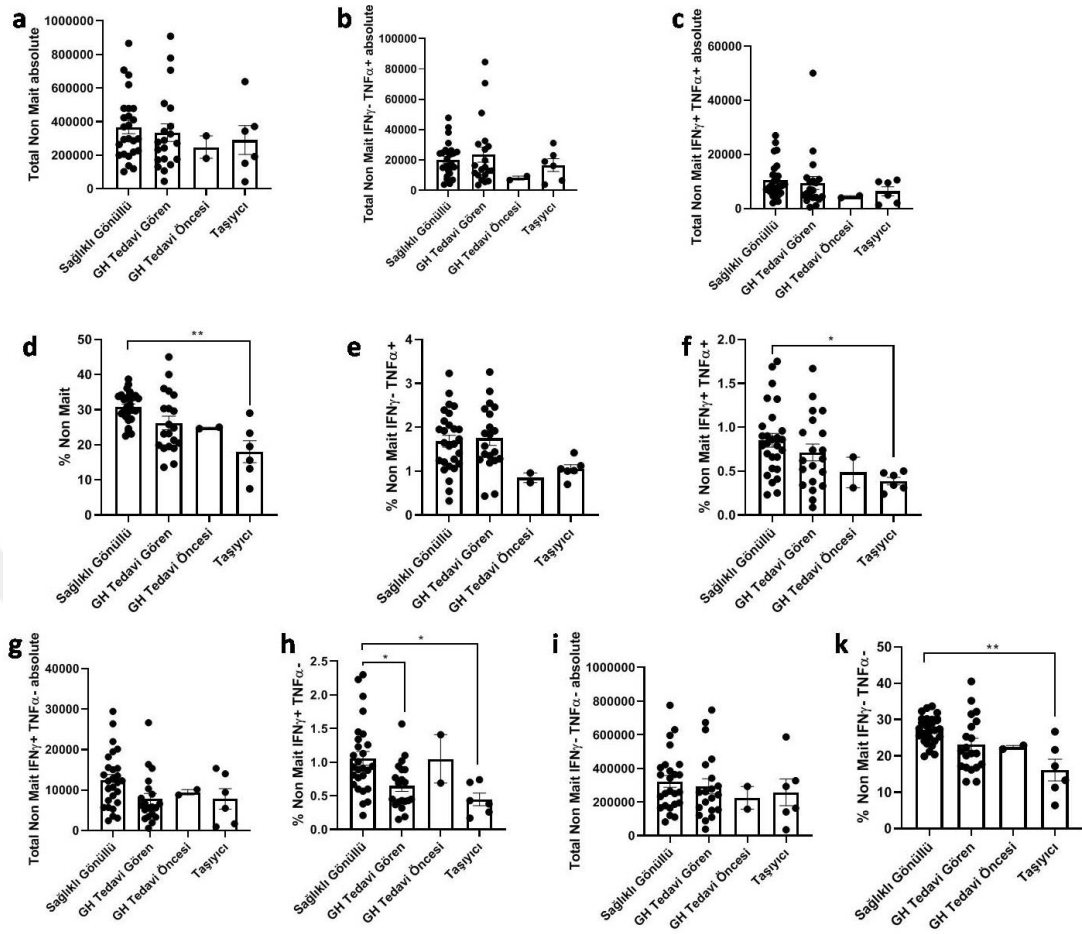 a
Total Non Mait absolute
1000000
800000
600000
400000
200000
0
Sağlıklı Gönüllü
GH Tedavi Gören
GH Tedavi Öncesi
Taşıyıcı
b
Total Non Mait IFNγ- TNFα+ absolute
100000
80000
60000
40000
20000
0
Sağlıklı Gönüllü
GH Tedavi Gören
GH Tedavi Öncesi
Taşıyıcı
c
Total Non Mait IFNγ+ TNFα+ absolute
60000
40000
20000
0
Sağlıklı Gönüllü
GH Tedavi Gören
GH Tedavi Öncesi
Taşıyıcı
d
% Non Mait
50
40
30
20
10
0
**
Sağlıklı Gönüllü
GH Tedavi Gören
GH Tedavi Öncesi
Taşıyıcı
e
% Non Mait IFNγ- TNFα+
4
3
2
1
0
Sağlıklı Gönüllü
GH Tedavi Gören
GH Tedavi Öncesi
Taşıyıcı
f
% Non Mait IFNγ+ TNFα+
2.0
1.5
1.0
0.5
0.0
*
Sağlıklı Gönüllü
GH Tedavi Gören
GH Tedavi Öncesi
Taşıyıcı
g
Total Non Mait IFNγ+ TNFα- absolute
40000
30000
20000
10000
0
Sağlıklı Gönüllü
GH Tedavi Gören
GH Tedavi Öncesi
Taşıyıcı
h
% Non Mait IFNγ+ TNFα-
2.5
2.0
1.5
1.0
0.5
0.0
*
*
Sağlıklı Gönüllü
GH Tedavi Gören
GH Tedavi Öncesi
Taşıyıcı
i
Total Non Mait IFNγ- TNFα- absolute
1000000
800000
600000
400000
200000
0
Sağlıklı Gönüllü
GH Tedavi Gören
GH Tedavi Öncesi
Taşıyıcı
k
% Non Mait IFNγ- TNFα-
50
40
30
20
10
0
**
Sağlıklı Gönüllü
GH Tedavi Gören
GH Tedavi Öncesi
Taşıyıcı